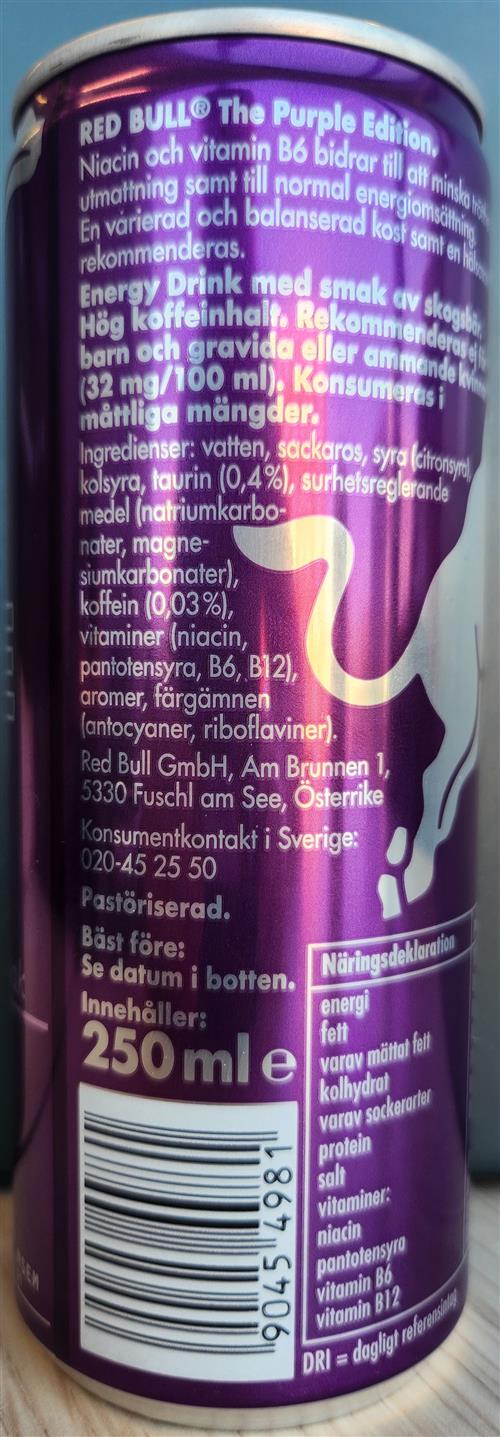 RED BULL® The Purple Edition.
Niacin och vitamin B6 bidrar till att minska
utmattning samt till normal energiomsättning.
En varierad och balanserad kost samt en
rekommenderas.
Energy Drink med smak av skogsbär.
Hög koffeinhalt. Rekommenderas ej
barn och gravida eller ammande
(32 mg/100 ml). Konsumeras i
måttliga mängder.
Ingredienser: vatten, sackaros, syra (citronsyra),
kolsyra, taurin (0,4%), surhetsreglerande
medel (natriumkarbo-
nater, magne-
siumkarbonater),
koffein (0,03%),
vitaminer (niacin,
pantotensyra, B6, B12),
aromer, färgämnen
(antocyaner, riboflaviner).
Red Bull GmbH, Am Brunnen 1,
5330 Fuschl am See, Österrike
Konsumentkontakt i Sverige:
020-45 25 50
Pastöriserad.
Bäst före:
Se datum i botten.
Innehåller:
250 ml e
9045 4981
Näringsdeklaration
energi
fett
varav mättat fett
kolhydrat
varav sockerarter
protein
salt
vitaminer:
niacin
pantotensyra
vitamin B6
vitamin B12
DRI = dagligt referensintag